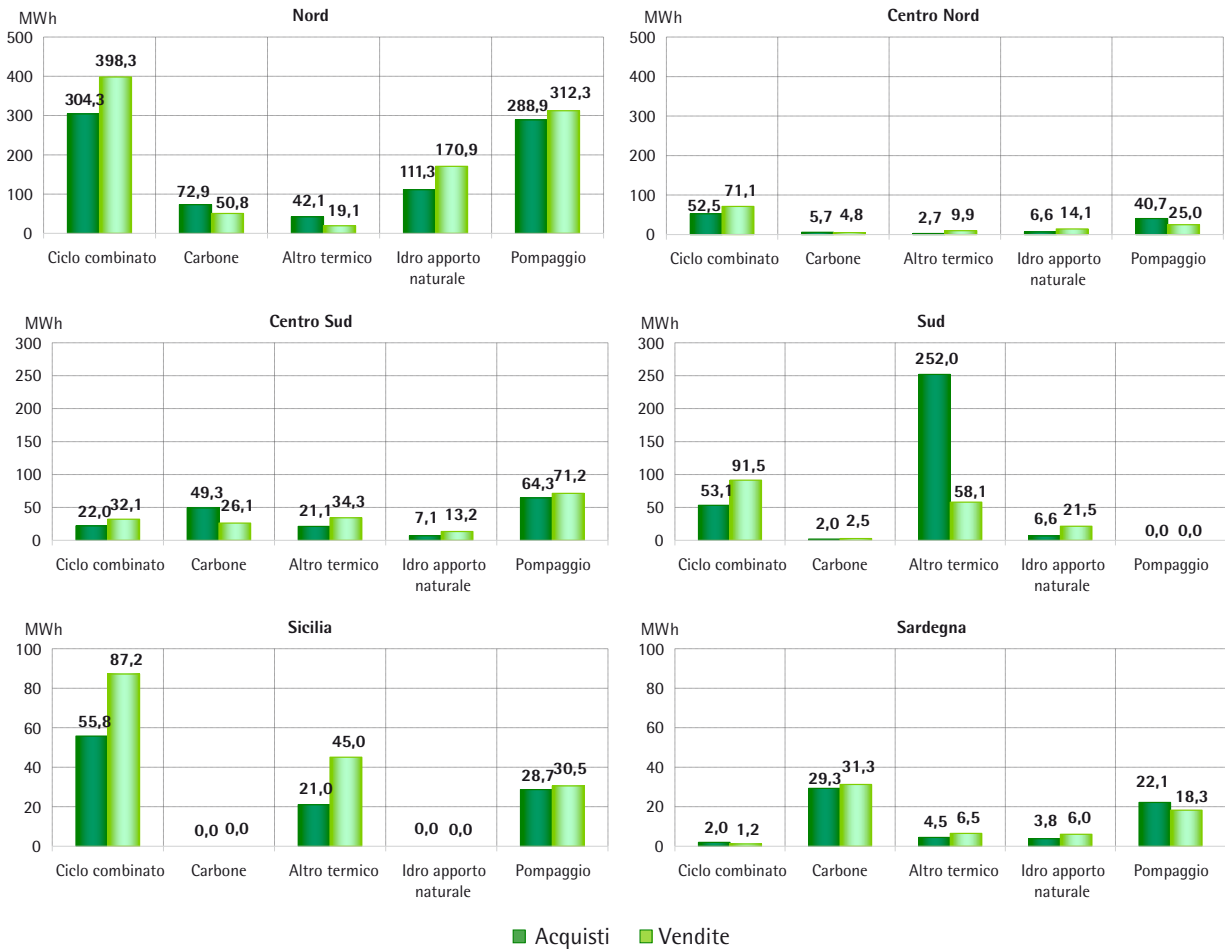 Nord
MWh
500
400
300
200
100
0
304,3 398,3
72,9 50,8
42,1 19,1
111,3 170,9
288,9 312,3
Ciclo combinato Carbone Altro termico Idro apporto Pompaggio
naturale
Centro Nord
MWh
500
400
300
200
100
0
52,5 71,1
5,7 4,8
2,7 9,9
6,6 14,1
40,7 25,0
Ciclo combinato Carbone Altro termico Idro apporto Pompaggio
naturale
Centro Sud
MWh
300
250
200
150
100
50
0
22,0 32,1
49,3 26,1
21,1 34,3
7,1 13,2
64,3 71,2
Ciclo combinato Carbone Altro termico Idro apporto Pompaggio
naturale
Sud
MWh
300
250
200
150
100
50
0
53,1 91,5
2,0 2,5
252,0 58,1
6,6 21,5
0,0 0,0
Ciclo combinato Carbone Altro termico Idro apporto Pompaggio
naturale
Sicilia
MWh
100
80
60
40
20
0
55,8 87,2
0,0 0,0
21,0 45,0
0,0 0,0
28,7 30,5
Ciclo combinato Carbone Altro termico Idro apporto Pompaggio
naturale
Sardegna
MWh
100
80
60
40
20
0
2,0 1,2
29,3 31,3
4,5 6,5
3,8 6,0
22,1 18,3
Ciclo combinato Carbone Altro termico Idro apporto Pompaggio
naturale
Acquisti Vendite